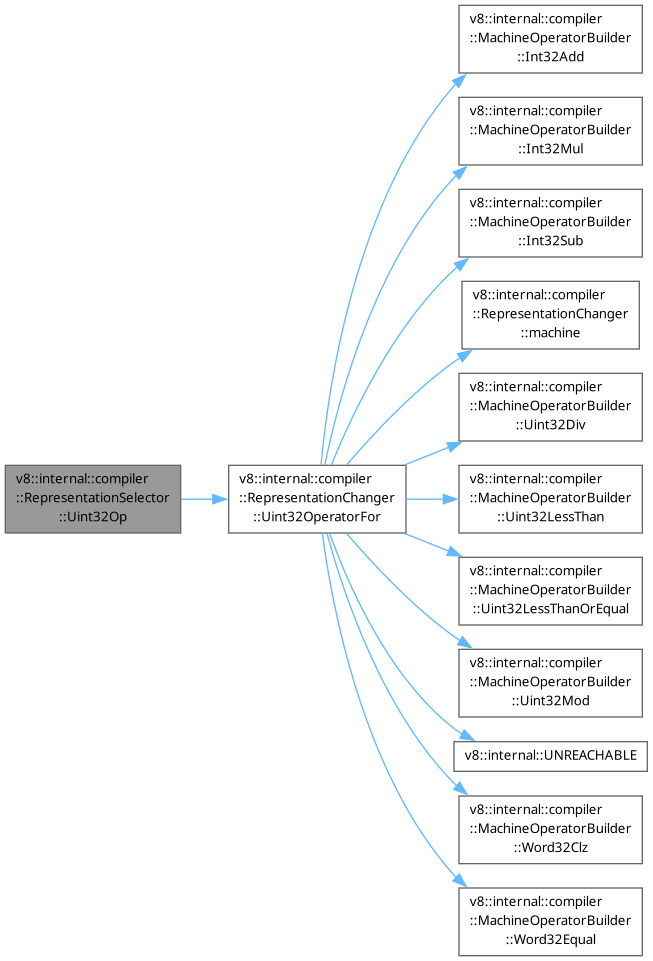 v8::internal::compiler
::RepresentationSelector
::Uint32Op
v8::internal::compiler
::RepresentationChanger
::Uint32OperatorFor
v8::internal::compiler
::MachineOperatorBuilder
::Int32Add
v8::internal::compiler
::MachineOperatorBuilder
::Int32Mul
v8::internal::compiler
::MachineOperatorBuilder
::Int32Sub
v8::internal::compiler
::RepresentationChanger
::machine
v8::internal::compiler
::MachineOperatorBuilder
::Uint32Div
v8::internal::compiler
::MachineOperatorBuilder
::Uint32LessThan
v8::internal::compiler
::MachineOperatorBuilder
::Uint32LessThanOrEqual
v8::internal::compiler
::MachineOperatorBuilder
::Uint32Mod
v8::internal::UNREACHABLE
v8::internal::compiler
::MachineOperatorBuilder
::Word32Clz
v8::internal::compiler
::MachineOperatorBuilder
::Word32Equal